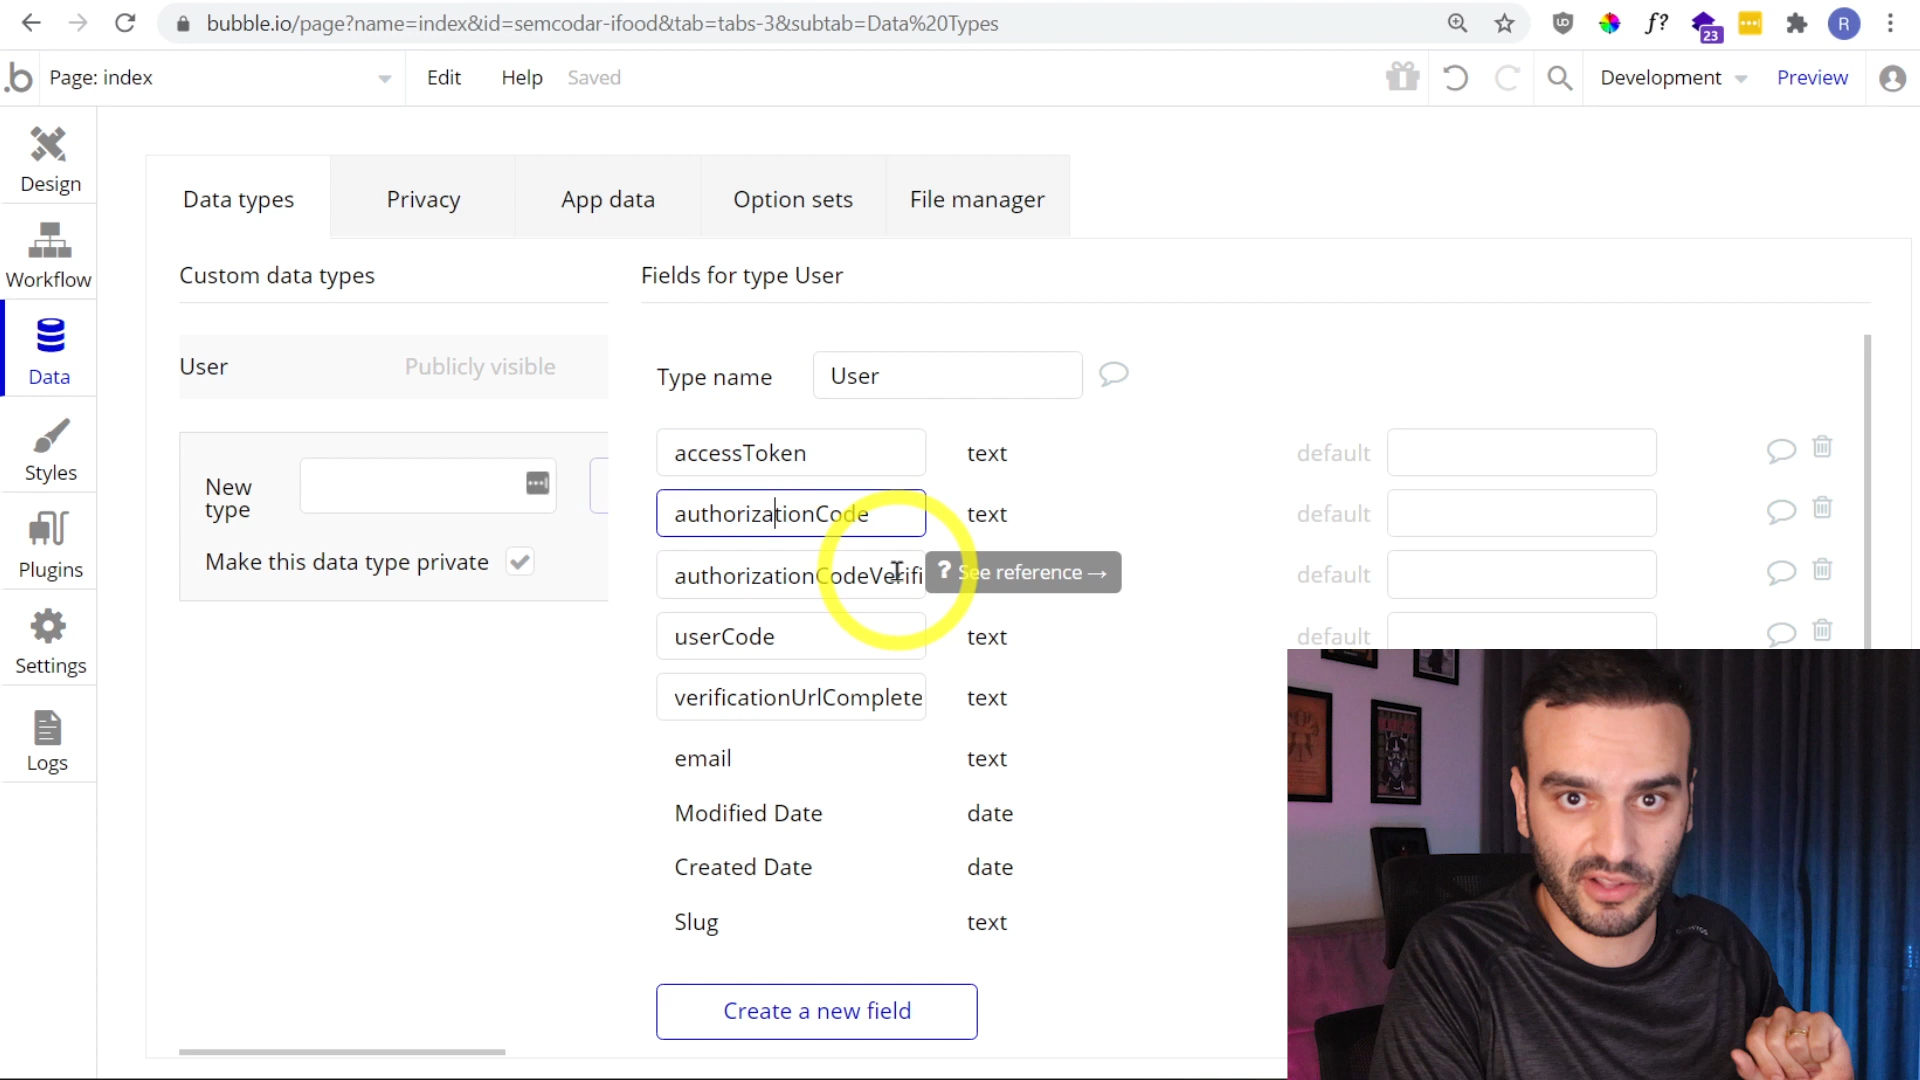 bubble.io/page?name=index&id=semcodar-ifood&tab=tabs-3&subtab=Data%20Types
f?
23
R
.b
Page: index
Edit
Help
Saved
Development
Preview
Design
Workflow
Data
Styles
Plugins
Settings
Logs
Data types
Privacy
App data
Option sets
File manager
Custom data types
User
Publicly visible
New type
Make this data type private
Fields for type User
Type name
User
accessToken
text
default
authorizationCode
text
default
authorizationCodeVerifi
? See reference →
default
userCode
text
default
verificationUrlComplete
text
email
text
Modified Date
date
Created Date
date
Slug
text
Create a new field